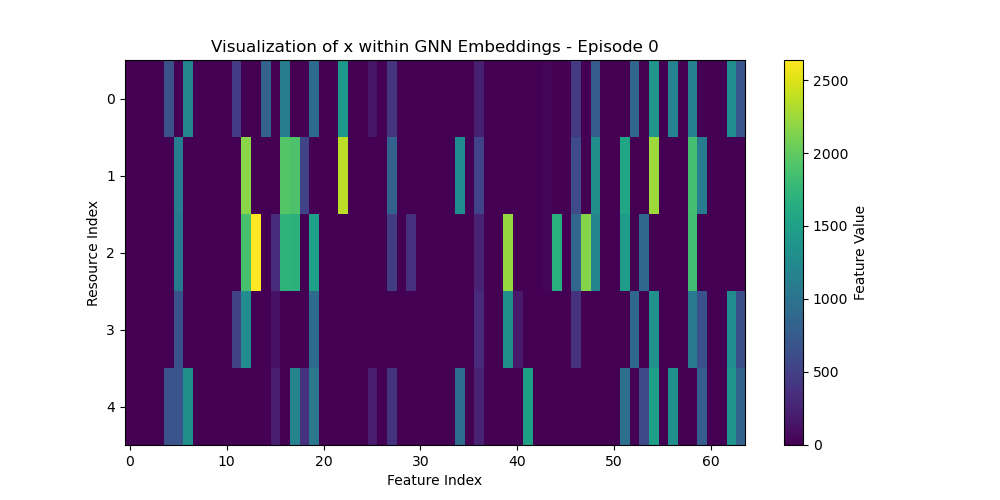 Visualization of x within GNN Embeddings - Episode 0
Resource Index
0
1
2
3
4
0 10 20 30 40 50 60
Feature Index
2500
2000
1500
1000
500
0
Feature Value